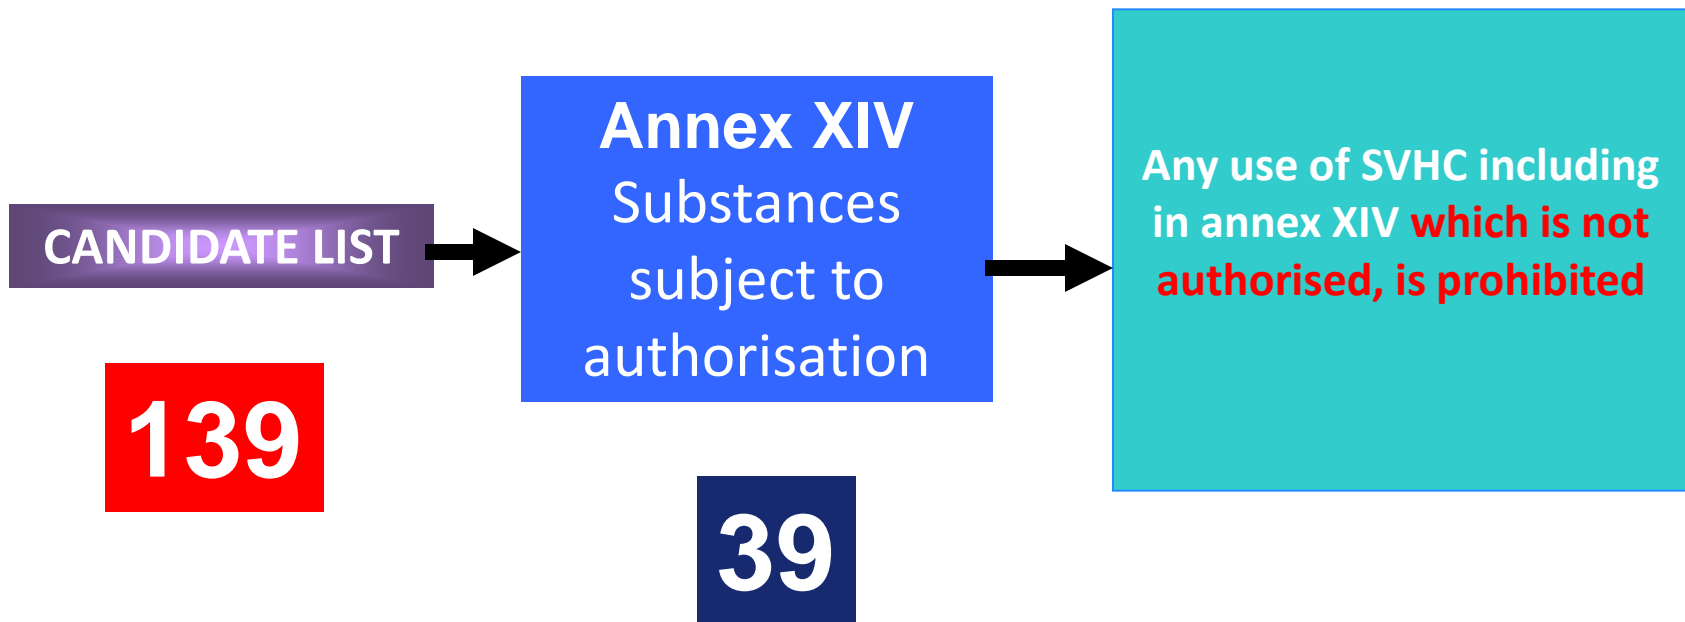 CANDIDATE LIST
139
Annex XIV
Substances
subject to
authorisation
39
Any use of SVHC including
in annex XIV which is not
authorised, is prohibited